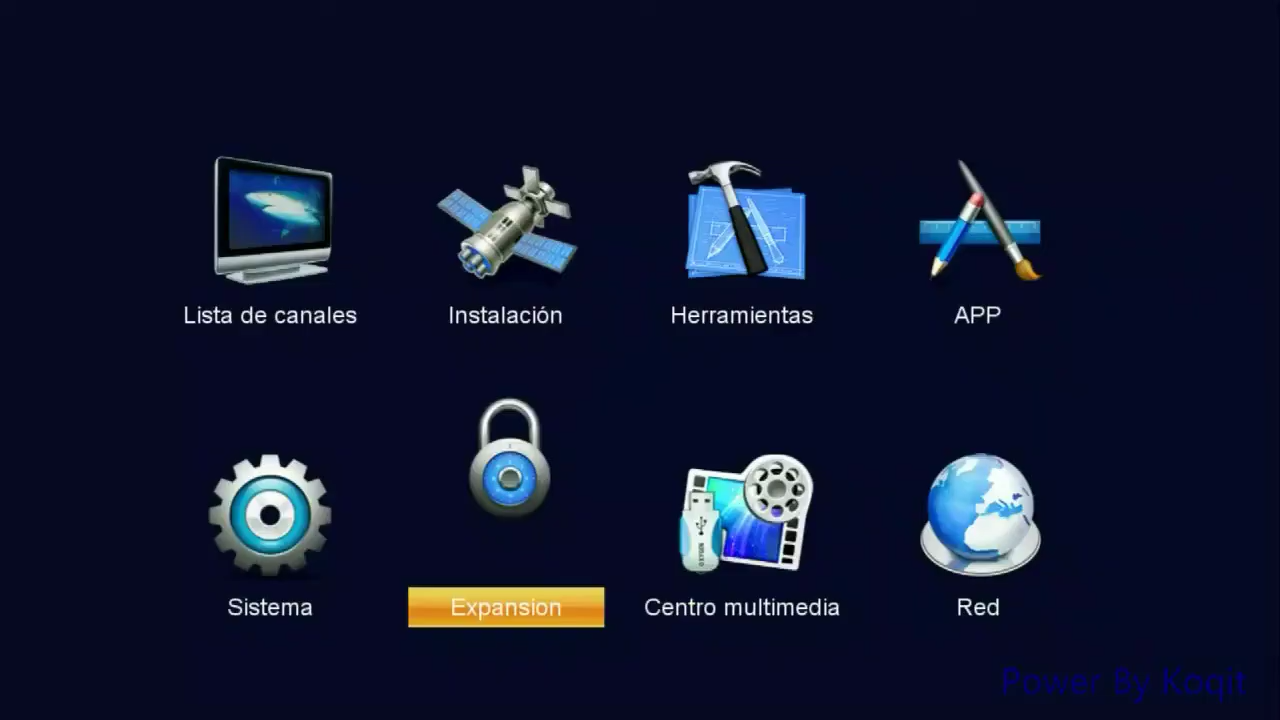 Lista de canales
Instalación
Herramientas
APP
Sistema
Expansion
Centro multimedia
Red
Power By Koqit